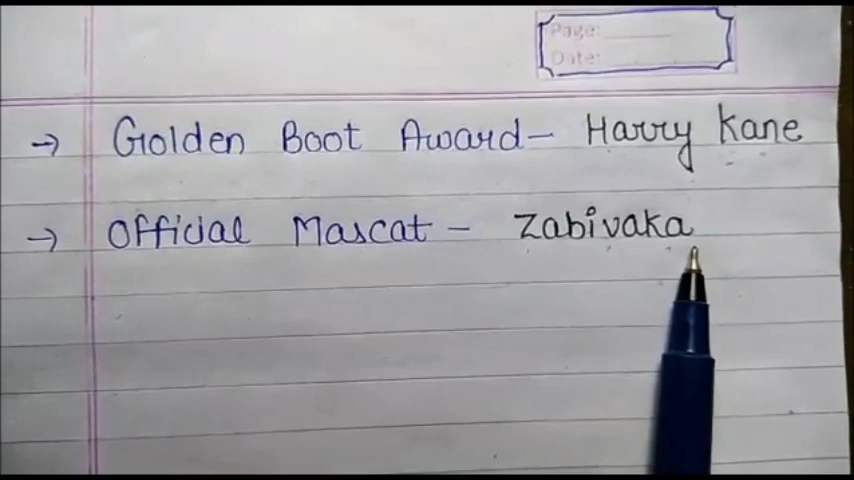 Page:
Date:
→ Golden Boot Award - Harry Kane
→ Official Mascat - Zabivaka